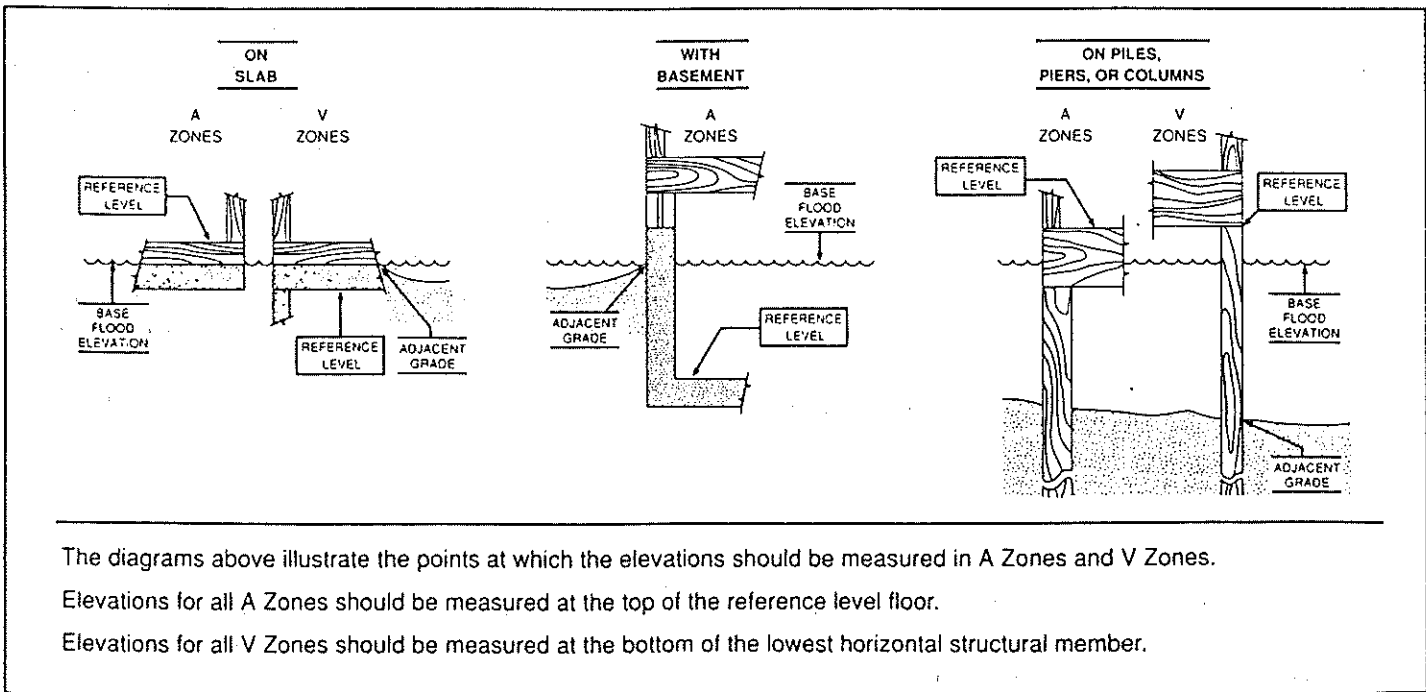 ON
SLAB
A
ZONES
V
ZONES
REFERENCE
LEVEL
BASE
FLOOD
ELEVATION
REFERENCE
LEVEL
ADJACENT
GRADE
WITH
BASEMENT
A
ZONES
BASE
FLOOD
ELEVATION
ADJACENT
GRADE
REFERENCE
LEVEL
ON PILES,
PIERS, OR COLUMNS
A
ZONES
V
ZONES
REFERENCE
LEVEL
REFERENCE
LEVEL
BASE
FLOOD
ELEVATION
ADJACENT
GRADE
The diagrams above illustrate the points at which the elevations should be measured in A Zones and V Zones.
Elevations for all A Zones should be measured at the top of the reference level floor.
Elevations for all V Zones should be measured at the bottom of the lowest horizontal structural member.